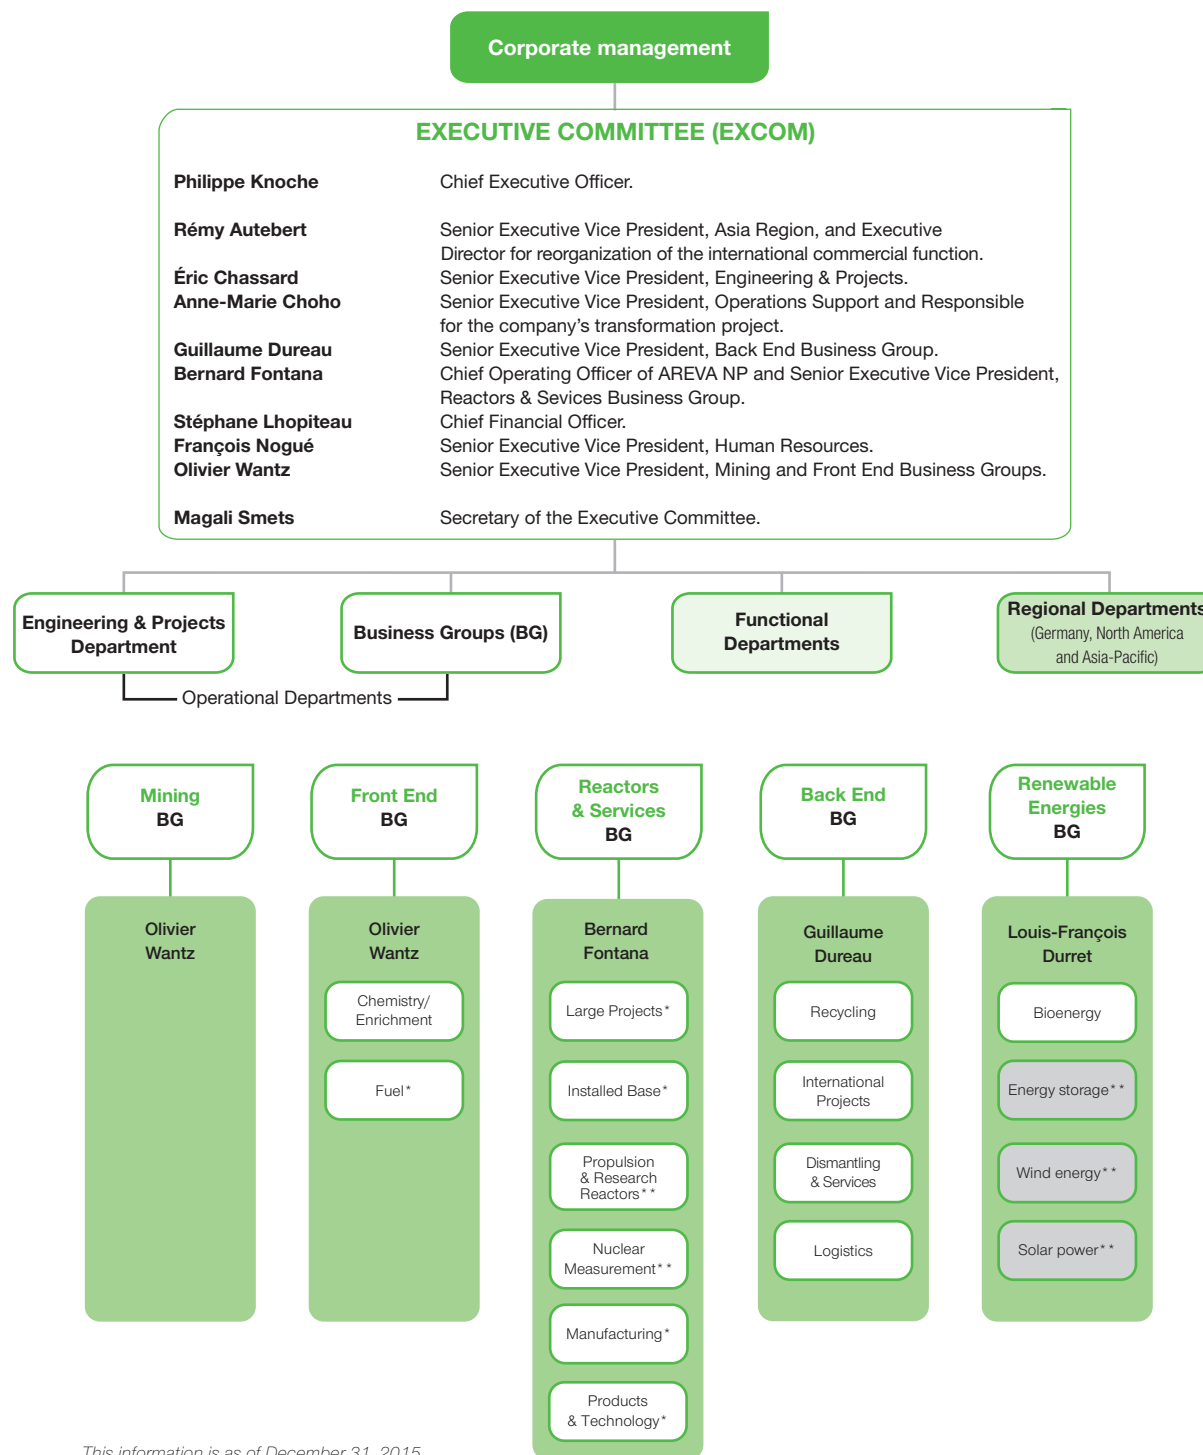 Corporate management
EXECUTIVE COMMITTEE (EXCOM)
Philippe Knoche Chief Executive Officer.
Rémy Autebert Senior Executive Vice President, Asia Region, and Executive
Director for reorganization of the international commercial function.
Éric Chassard Senior Executive Vice President, Engineering & Projects.
Anne-Marie Choho Senior Executive Vice President, Operations Support and Responsible
for the company's transformation project.
Guillaume Dureau Senior Executive Vice President, Back End Business Group.
Bernard Fontana Chief Operating Officer of AREVA NP and Senior Executive Vice President,
Reactors & Sevices Business Group.
Stéphane Lhopiteau Chief Financial Officer.
François Nogué Senior Executive Vice President, Human Resources.
Olivier Wantz Senior Executive Vice President, Mining and Front End Business Groups.
Magali Smets Secretary of the Executive Committee.
Engineering & Projects
Department
Business Groups (BG)
Functional
Departments
Regional Departments
(Germany, North America
and Asia-Pacific)
Operational Departments
Mining
BG
Front End
BG
Reactors
& Services
BG
Back End
BG
Renewable
Energies
BG
Olivier
Wantz
Olivier
Wantz
Chemistry/
Enrichment
Fuel*
Bernard
Fontana
Large Projects*
Installed Base*
Propulsion
& Research
Reactors**
Nuclear
Measurement**
Manufacturing*
Products
& Technology*
Guillaume
Dureau
Recycling
International
Projects
Dismantling
& Services
Logistics
Louis-François
Durret
Bioenergy
Energy storage**
Wind energy**
Solar power**
This information is as of December 31, 2015